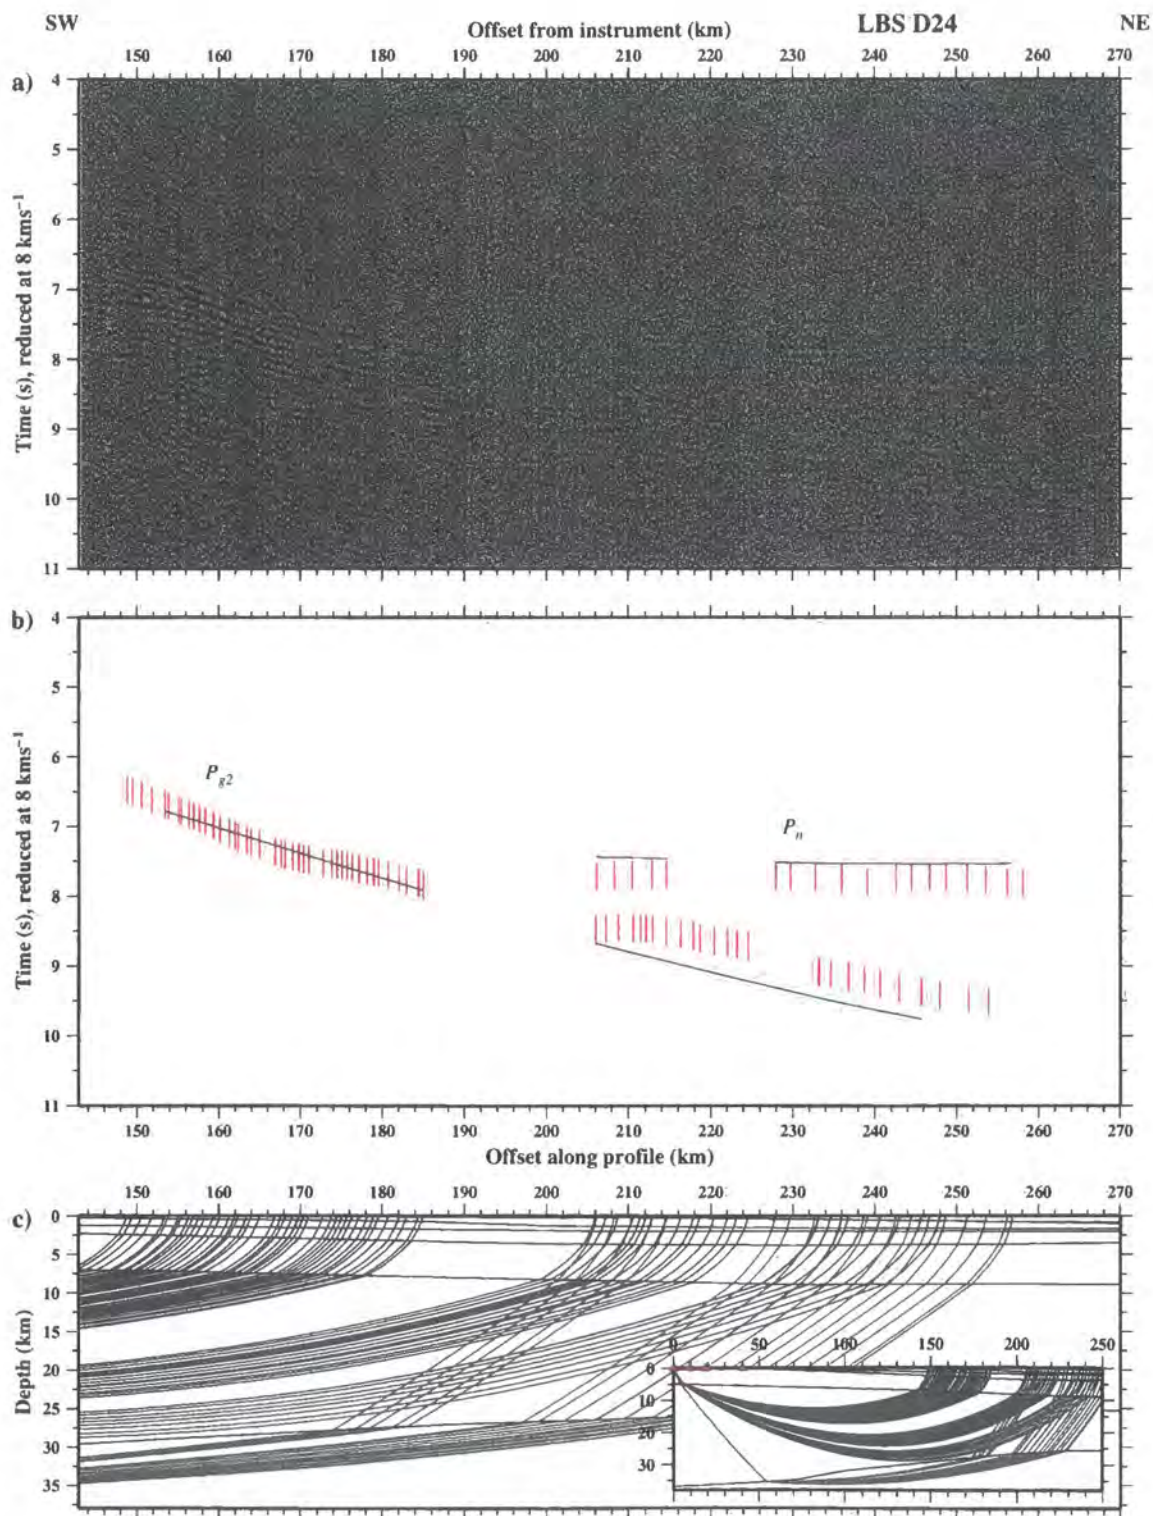 SW Offset from instrument (km) LBS D24 NE
150 160 170 180 190 200 210 220 230 240 250 260 270
a)
4
5
6
7
8
9
10
11
Time (s), reduced at 8 kms⁻¹
b)
4
5
6
7
8
9
10
11
Time (s), reduced at 8 kms⁻¹
P_g2
P_n
150 160 170 180 190 200 210 220 230 240 250 260 270
Offset along profile (km)
150 160 170 180 190 200 210 220 230 240 250 260 270
c)
0
5
10
15
20
25
30
35
Depth (km)
0 50 100 150 200 250
0
10
20
30